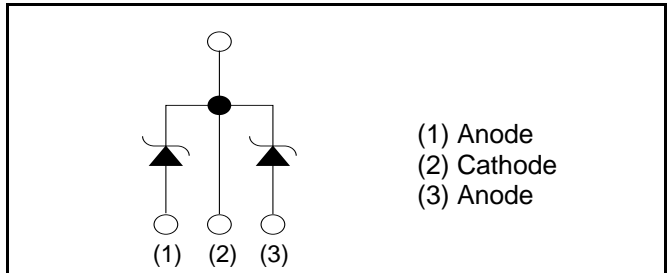 (1) Anode
(2) Cathode
(3) Anode
(1) (2) (3)